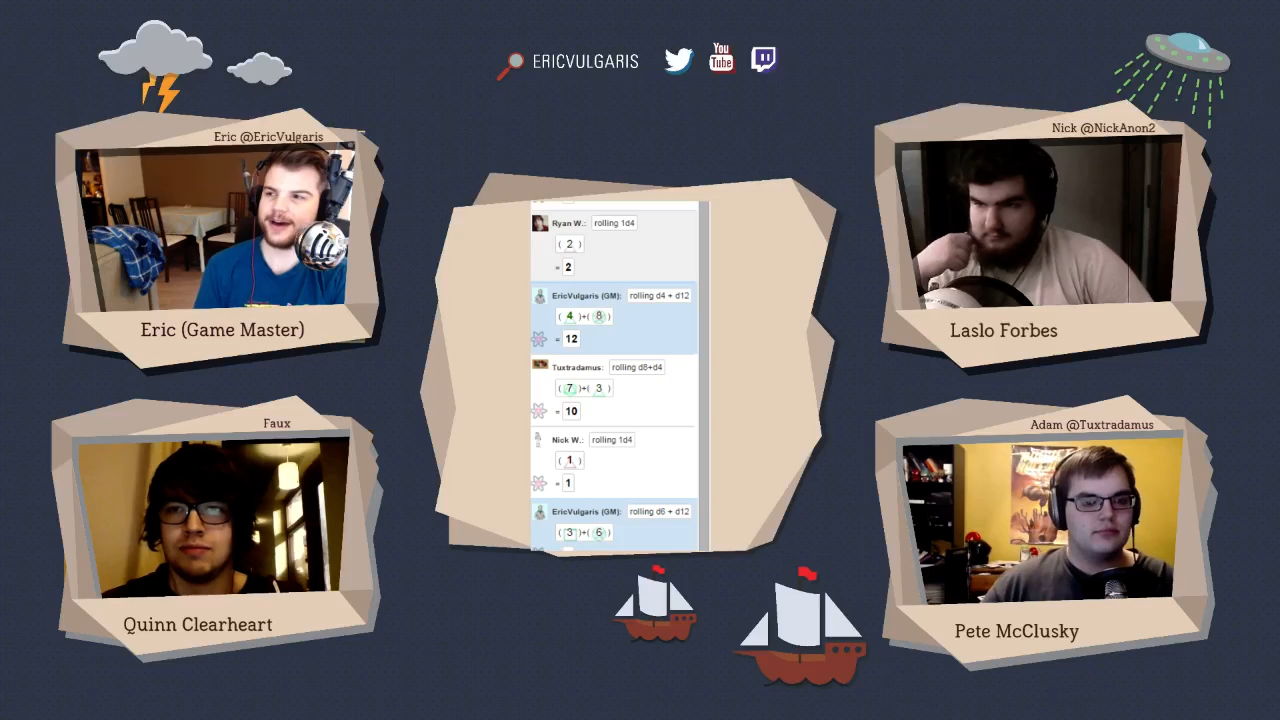 ERICVULGARIS
You
Tube
Eric @EricVulgaris
Eric (Game Master)
Nick @NickAnon2
Laslo Forbes
Ryan W.: rolling 1d4
( 2 )
= 2
EricVulgaris (GM): rolling d4 + d12
( 4 )+( 8 )
= 12
Tuxtradamus: rolling d8+d4
( 7 )+( 3 )
= 10
Nick W.: rolling 1d4
( 1 )
= 1
EricVulgaris (GM): rolling d6 + d12
( 3 )+( 6 )
Faux
Quinn Clearheart
Adam @Tuxtradamus
Pete McClusky